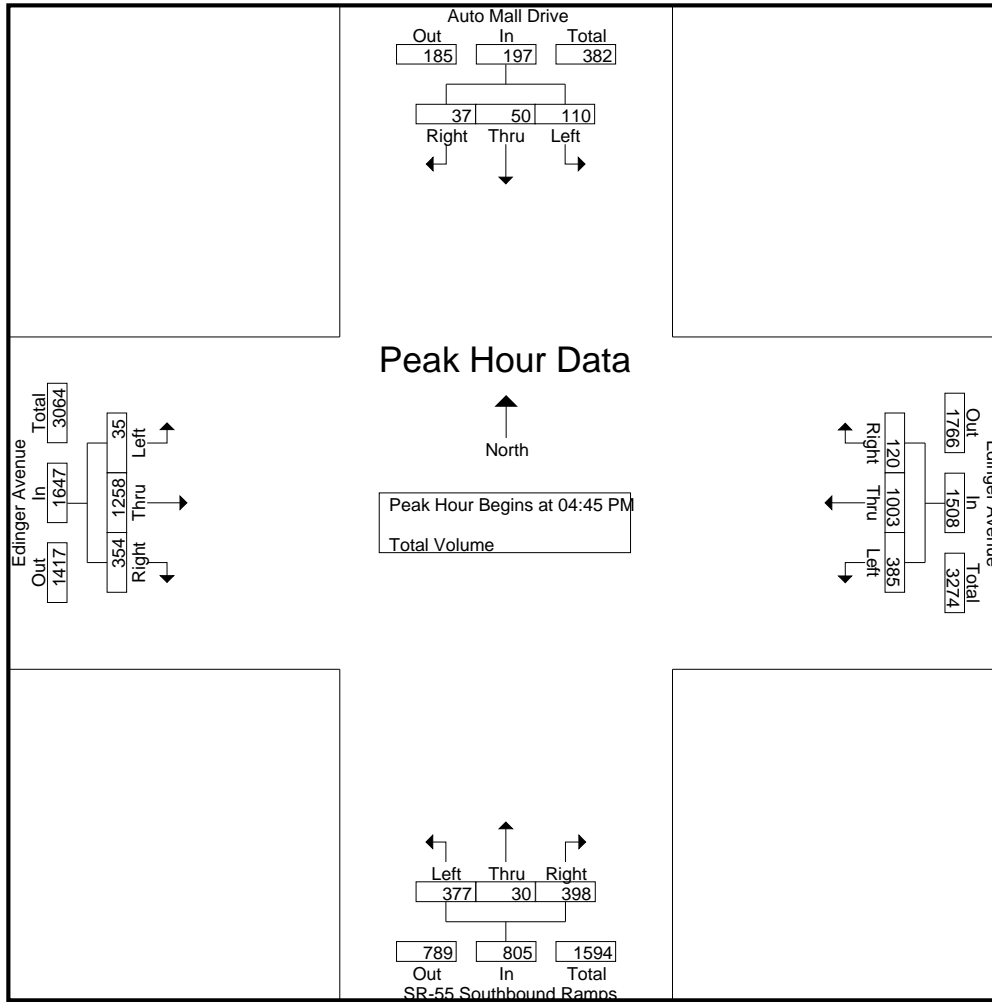 Auto Mall Drive
Out In Total
185 197 382
37 50 110
Right Thru Left
Peak Hour Data
North
Peak Hour Begins at 04:45 PM
Total Volume
Edinger Avenue
Out In Total
1417 1647 3064
35 1258 354
Left Thru Right
Edinger Avenue
Out In Total
1766 1508 3274
120 1003 385
Right Thru Left
Left Thru Right
377 30 398
789 805 1594
Out In Total
SR-55 Southbound Ramps